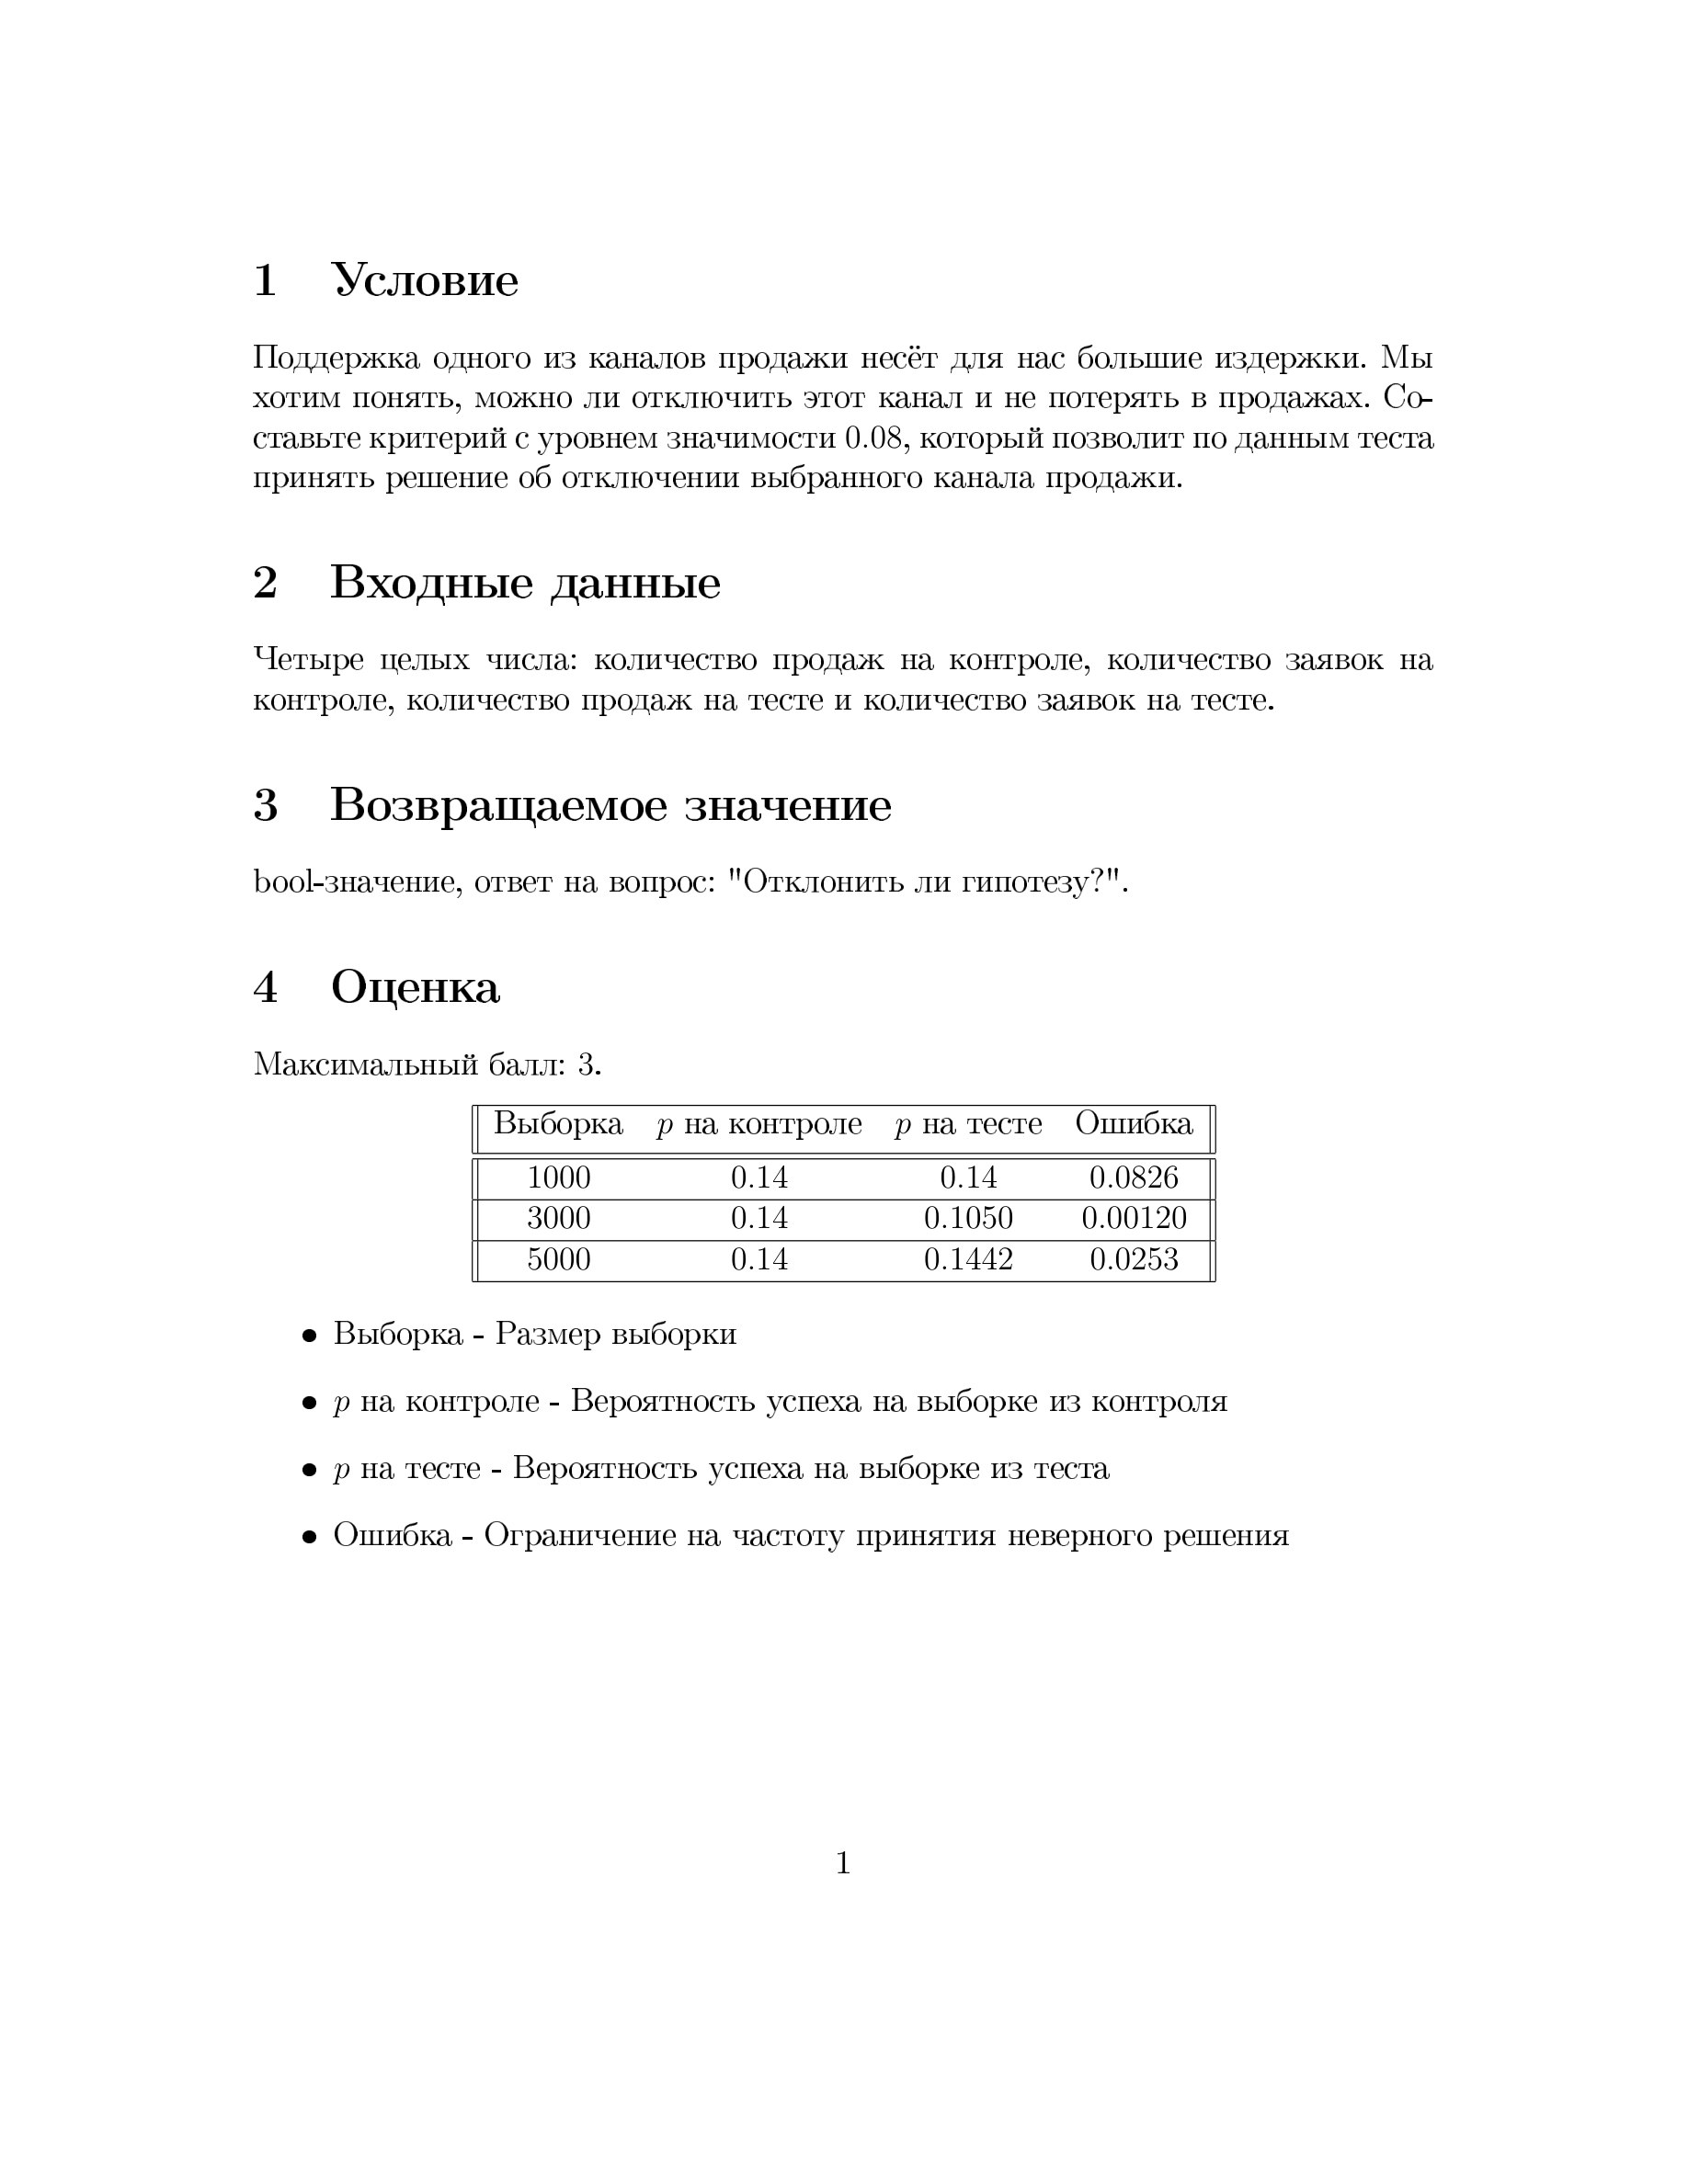 1 Условие
Поддержка одного из каналов продажи несёт для нас большие издержки. Мы
хотим понять, можно ли отключить этот канал и не потерять в продажах. Со-
ставьте критерий с уровнем значимости 0.08, который позволит по данным теста
принять решение об отключении выбранного канала продажи.
2 Входные данные
Четыре целых числа: количество продаж на контроле, количество заявок на
контроле, количество продаж на тесте и количество заявок на тесте.
3 Возвращаемое значение
bool-значение, ответ на вопрос: "Отклонить ли гипотезу?".
4 Оценка
Максимальный балл: 3.
Выборка p на контроле p на тесте Ошибка
1000 0.14 0.14 0.0826
3000 0.14 0.1050 0.00120
5000 0.14 0.1442 0.0253
• Выборка - Размер выборки
• p на контроле - Вероятность успеха на выборке из контроля
• p на тесте - Вероятность успеха на выборке из теста
• Ошибка - Ограничение на частоту принятия неверного решения
1